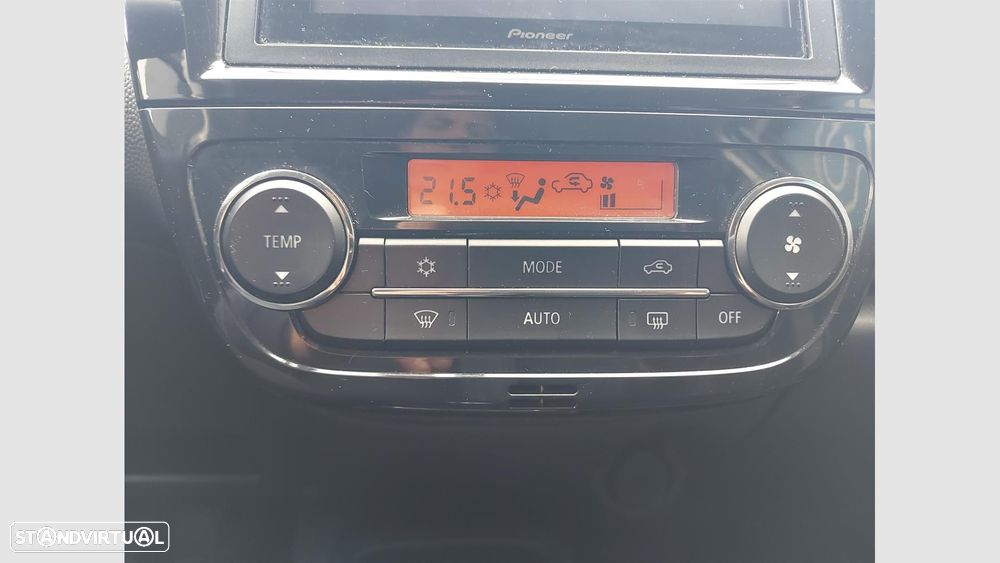 Pioneer
21.5
TEMP
MODE
AUTO
OFF
STANDVIRTUAL